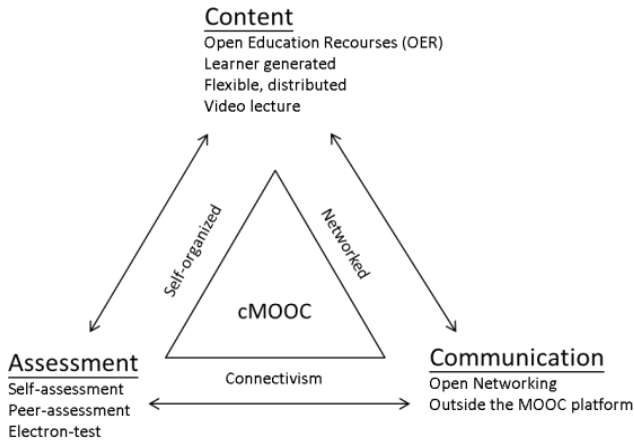 Content
Open Education Recourses (OER)
Learner generated
Flexible, distributed
Video lecture
Self-organized
Networked
cMOOC
Connectivism
Assessment
Self-assessment
Peer-assessment
Electron-test
Communication
Open Networking
Outside the MOOC platform